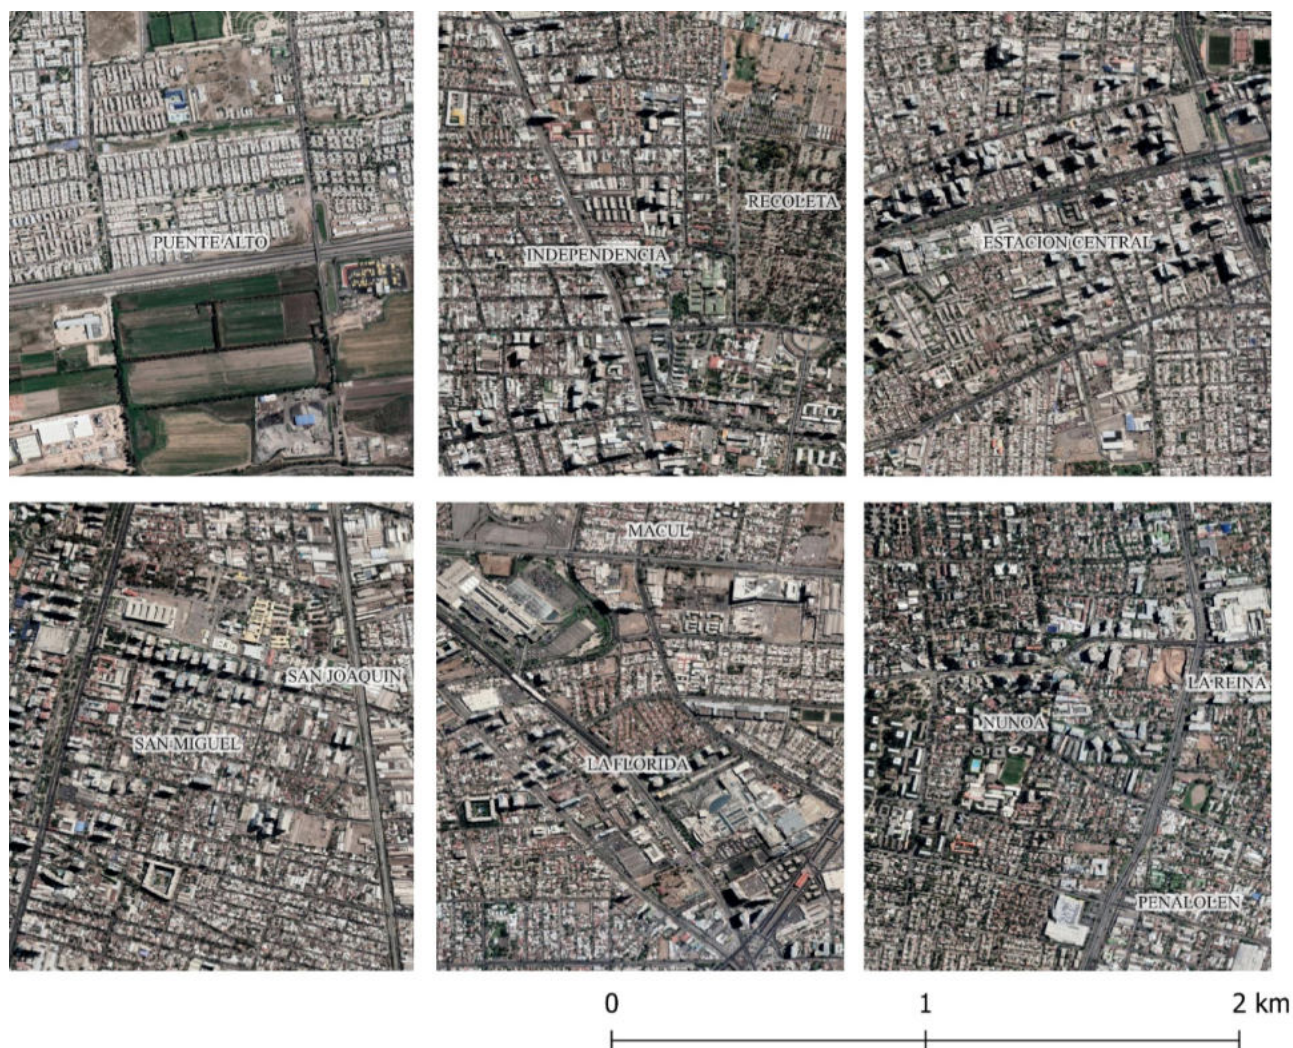 RECOLETA
PUENTE ALTO
INDEPENDENCIA
ESTACION CENTRAL
MACUL
SAN JOAQUIN
LA REINA
SAN MIGUEL
NUNOA
LA FLORIDA
PENALOLEN
0 1 2 km